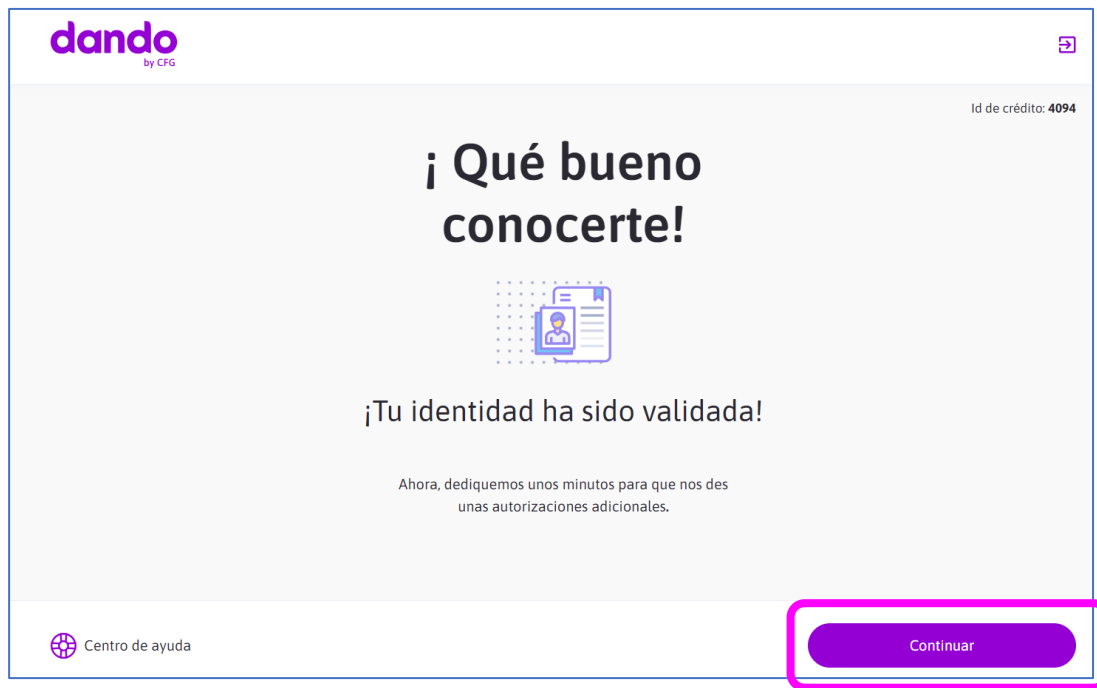 dando
by CFG
Id de crédito: 4094
¡ Qué bueno
conocerte!
¡Tu identidad ha sido validada!
Ahora, dediquemos unos minutos para que nos des
unas autorizaciones adicionales.
Centro de ayuda
Continuar